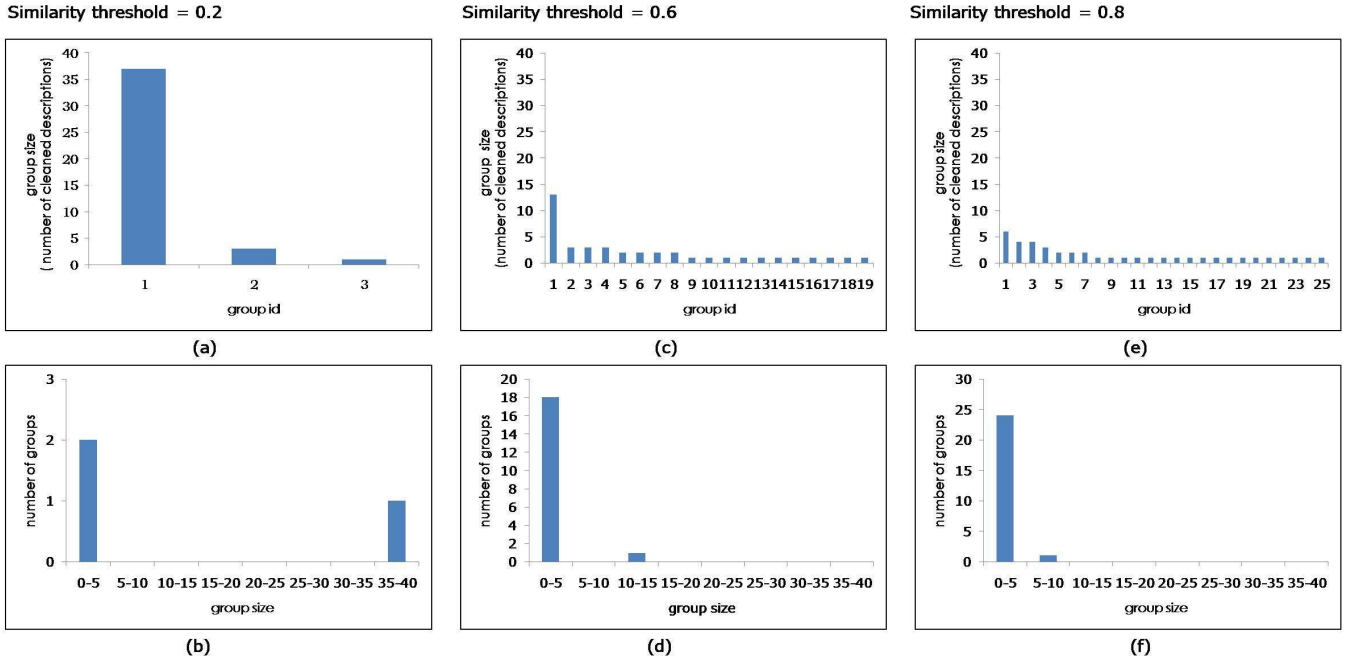 Similarity threshold = 0.2
Similarity threshold = 0.6
Similarity threshold = 0.8
40
35
30
25
20
15
10
5
0
group size
( number of cleaned descriptions)
1 2 3
group id
(a)
40
35
30
25
20
15
10
5
0
group size
(number of cleaned descriptions)
1 2 3 4 5 6 7 8 9 10 11 12 13 14 15 16 17 18 19
group id
(c)
40
35
30
25
20
15
10
5
0
group size
(number of cleaned descriptions)
1 3 5 7 9 11 13 15 17 19 21 23 25
group id
(e)
3
2
1
0
number of groups
0-5 5-10 10-15 15-20 20-25 25-30 30-35 35-40
group size
(b)
20
18
16
14
12
10
8
6
4
2
0
number of groups
0-5 5-10 10-15 15-20 20-25 25-30 30-35 35-40
group size
(d)
30
25
20
15
10
5
0
number of groups
0-5 5-10 10-15 15-20 20-25 25-30 30-35 35-40
group size
(f)